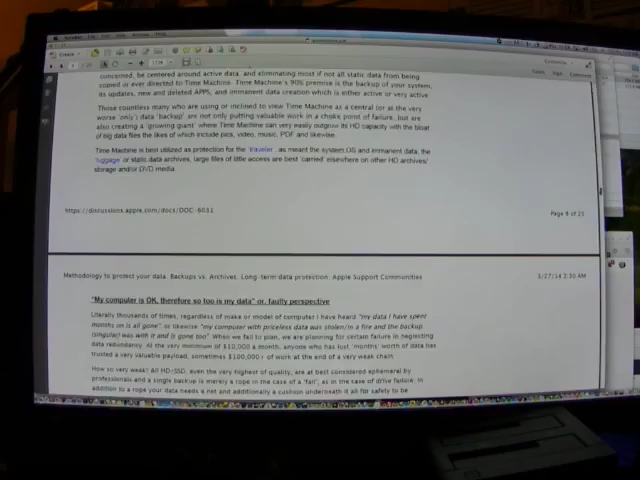 concerned, be centered around active data, and eliminating most if not all static data from being
copied or ever directed to Time Machine. Time Machine's 90% premise is the backup of your system,
its updates, new and deleted APPS, and immanent data creation which is either active or very active
Those countless many who are using or inclined to view Time Machine as a central (or at the very
worse 'only') data 'backup' are not only putting valuable work in a choke point of failure, but are
also creating a 'growing giant' where Time Machine can very easily outgrow its HD capacity with the bloat
of big data files the likes of which include pics, video, music, PDF and likewise.
Time Machine is best utilized as protection for the 'traveler', as meant the system OS and immanent data; the
'luggage' or static data archives, large files of little access are best 'carried' elsewhere on other HD archives/
storage and/or DVD media.
https://discussions.apple.com/docs/DOC-6031
Page 8 of 21
Methodology to protect your data. Backups vs. Archives. Long-term data protection: Apple Support Communities
1/27/14 2:30 AM
"My computer is OK, therefore so too is my data" or, faulty perspective
Literally thousands of times, regardless of make or model of computer I have heard "my data I have spent
months on is all gone" or likewise "my computer with priceless data was stolen/in a fire and the backup
(singular) was with it and is gone too" When we fail to plan, we are planning for certain failure in neglecting
data redundancy. At the very minimum of $10,000 a month, anyone who has lost 'months' worth of data has
trusted a very valuable payload, sometimes $100,000+ of work at the end of a very weak chain.
How so very weak? All HD-SSD, even the very highest of quality, are at best considered ephemeral by
professionals and a single backup is merely a rope in the case of a 'fall', as in the case of drive failure. In
addition to a rope your data needs a net and additionally a cushion underneath it all for safety to be